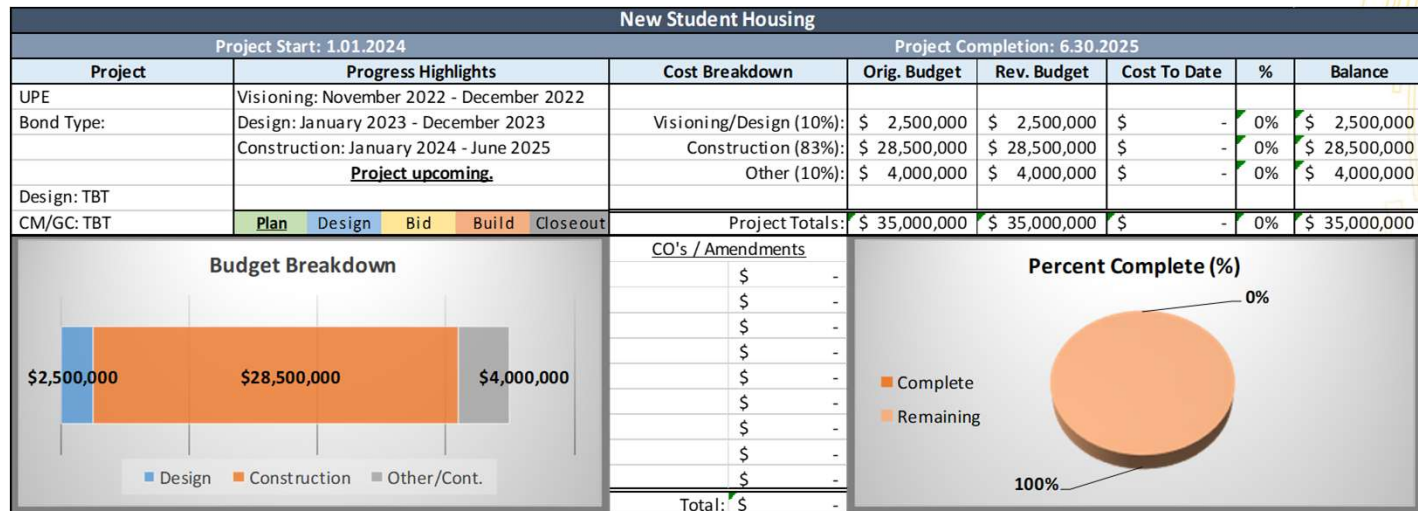 New Student Housing
Project Start: 1.01.2024 Project Completion: 6.30.2025
Project Progress Highlights Cost Breakdown Orig. Budget Rev. Budget Cost To Date % Balance
UPE Visioning: November 2022 - December 2022
Bond Type: Design: January 2023 - December 2023 Visioning/Design (10%): $ 2,500,000 $ 2,500,000 $ - 0% $ 2,500,000
Construction: January 2024 - June 2025 Construction (83%): $ 28,500,000 $ 28,500,000 $ - 0% $ 28,500,000
Project upcoming. Other (10%): $ 4,000,000 $ 4,000,000 $ - 0% $ 4,000,000
Design: TBT
CM/GC: TBT Plan Design Bid Build Closeout Project Totals: $ 35,000,000 $ 35,000,000 $ - 0% $ 35,000,000
Budget Breakdown
$2,500,000 $28,500,000 $4,000,000
Design Construction Other/Cont.
CO's / Amendments
$ -
$ -
$ -
$ -
$ -
$ -
$ -
$ -
$ -
Total: $ -
Percent Complete (%)
0%
Complete
Remaining
100%